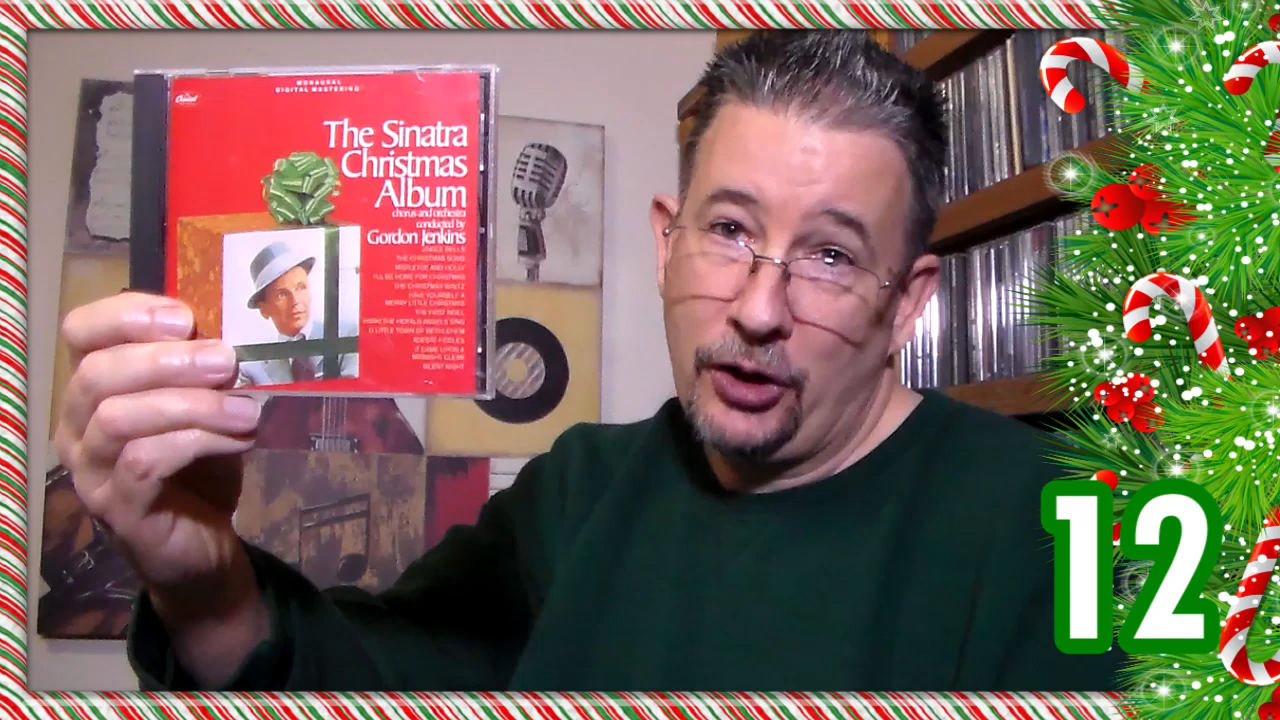 MONAURAL
DIGITAL MASTERING
Capitol
The Sinatra
Christmas
Album
chorus and orchestra
conducted by
Gordon Jenkins
JINGLE BELLS
THE CHRISTMAS SONG
MISTLETOE AND HOLLY
I'LL BE HOME FOR CHRISTMAS
THE CHRISTMAS WALTZ
HAVE YOURSELF A
MERRY LITTLE CHRISTMAS
THE FIRST NOEL
HARK! THE HERALD ANGELS SING
O LITTLE TOWN OF BETHLEHEM
ADESTE FIDELES
IT CAME UPON A
MIDNIGHT CLEAR
SILENT NIGHT
12